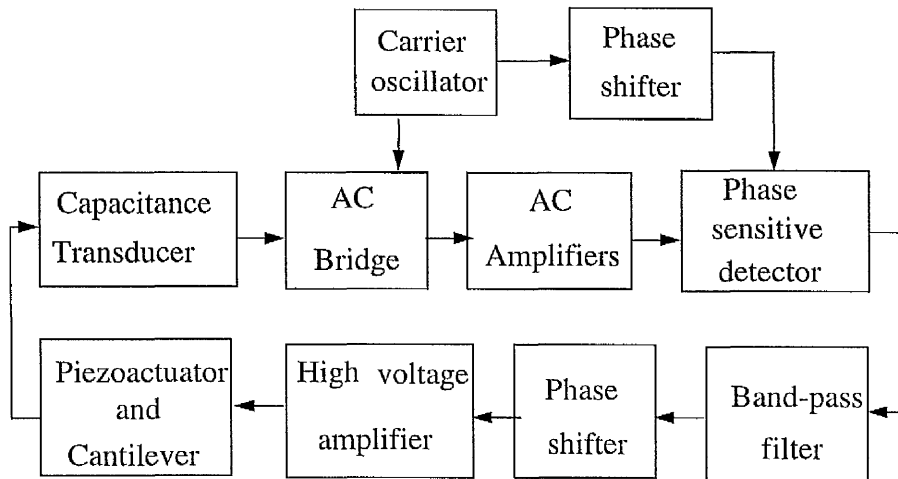 Carrier
oscillator
Phase
shifter
Capacitance
Transducer
AC
Bridge
AC
Amplifiers
Phase
sensitive
detector
Piezoactuator
and
Cantilever
High voltage
amplifier
Phase
shifter
Band-pass
filter